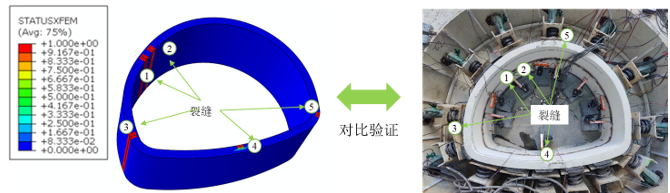 STATUSXFEM
(Avg: 75%)
+1.000e+00
+9.167e-01
+8.333e-01
+7.500e-01
+6.667e-01
+5.833e-01
+5.000e-01
+4.167e-01
+3.333e-01
+2.500e-01
+1.667e-01
+8.333e-02
+0.000e+00
2
1
3
裂缝
5
4
对比验证
5
2
1
裂缝
3
4